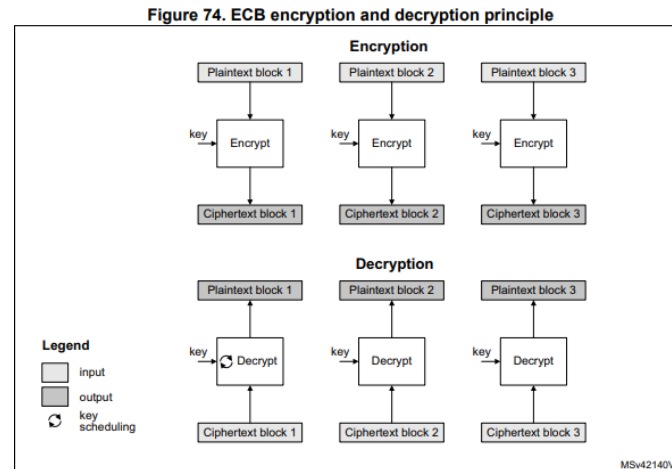 Figure 74. ECB encryption and decryption principle
Encryption
Plaintext block 1 Plaintext block 2 Plaintext block 3
key Encrypt key Encrypt key Encrypt
Ciphertext block 1 Ciphertext block 2 Ciphertext block 3
Decryption
Plaintext block 1 Plaintext block 2 Plaintext block 3
key Decrypt key Decrypt key Decrypt
Ciphertext block 1 Ciphertext block 2 Ciphertext block 3
Legend
input
output
key
scheduling
MSv42140V